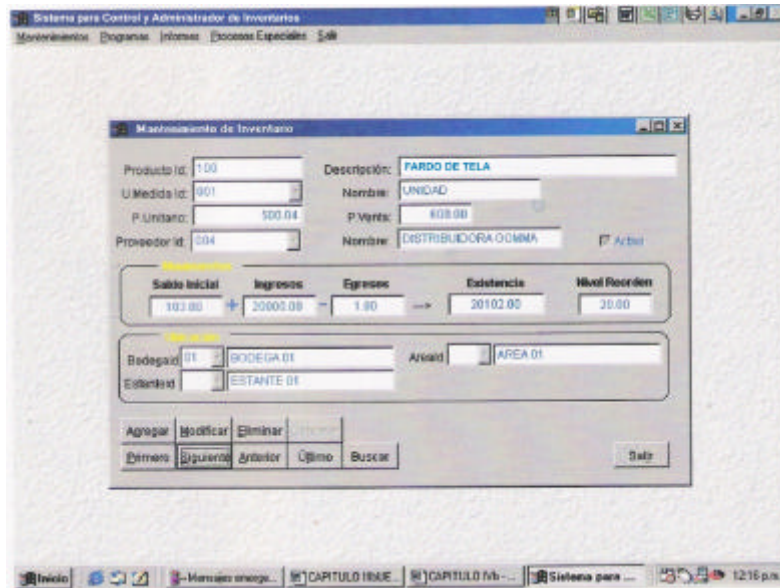 Sistema para Control y Administrador de Inventarios
Mantenimientos Programas Informes Procesos Especiales Salir
Mantenimiento de Inventario
Producto Id: 100 Descripción: FARDO DE TELA
U.Medida Id: 001 Nombre: UNIDAD
P.Unitario: 500.04 P.Venta: 600.00
Proveedor Id: 004 Nombre: DISTRIBUIDORA GOMMA Activo
Saldo Inicial Ingresos Egresos Existencia Nivel Reorden
103.00 + 20000.00 - 1.00 --> 20102.00 20.00
BodegaId 01 BODEGA 01 AreaId AREA 01
EstanteId ESTANTE 01
Agregar Modificar Eliminar
Primero Siguiente Anterior Último Buscar Salir
Inicio Mensajes emerge... CAPITULO IVb -... Sistema para ... 12:16 p.m.